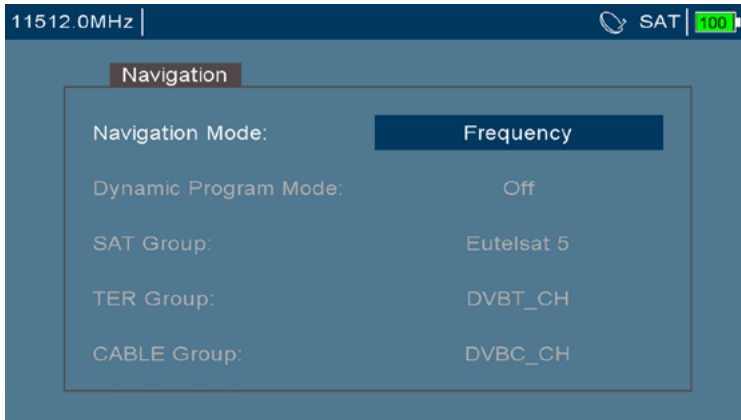 11512.0MHz SAT 100
Navigation
Navigation Mode: Frequency
Dynamic Program Mode: Off
SAT Group: Eutelsat 5
TER Group: DVBT_CH
CABLE Group: DVBC_CH